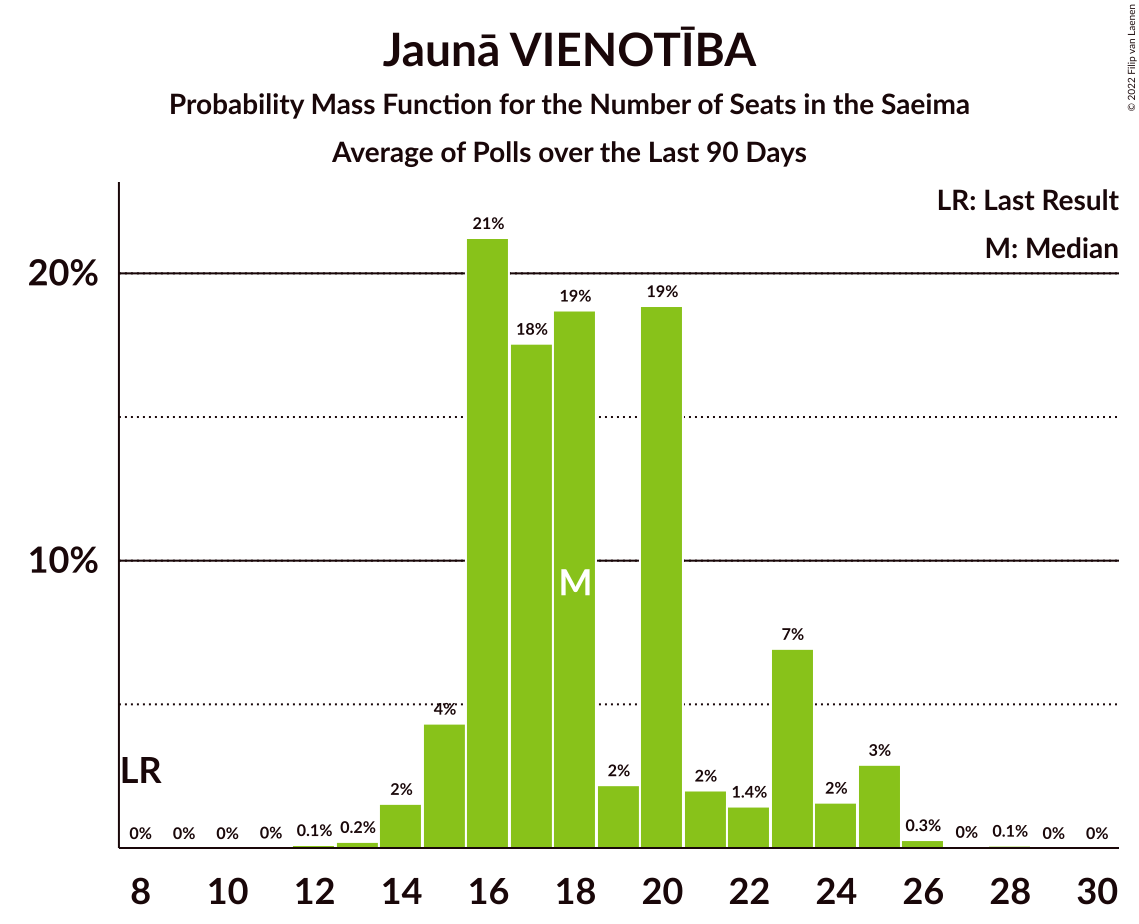 Jaunā VIENOTĪBA
Probability Mass Function for the Number of Seats in the Saeima
Average of Polls over the Last 90 Days
© 2022 Filip van Laenen
LR: Last Result
M: Median
20%
10%
21%
18%
19%
19%
M
7%
4%
2%
2%
2%
1.4%
2%
3%
LR
0%
0%
0%
0%
0.1%
0.2%
0.3%
0%
0.1%
0%
0%
8 10 12 14 16 18 20 22 24 26 28 30